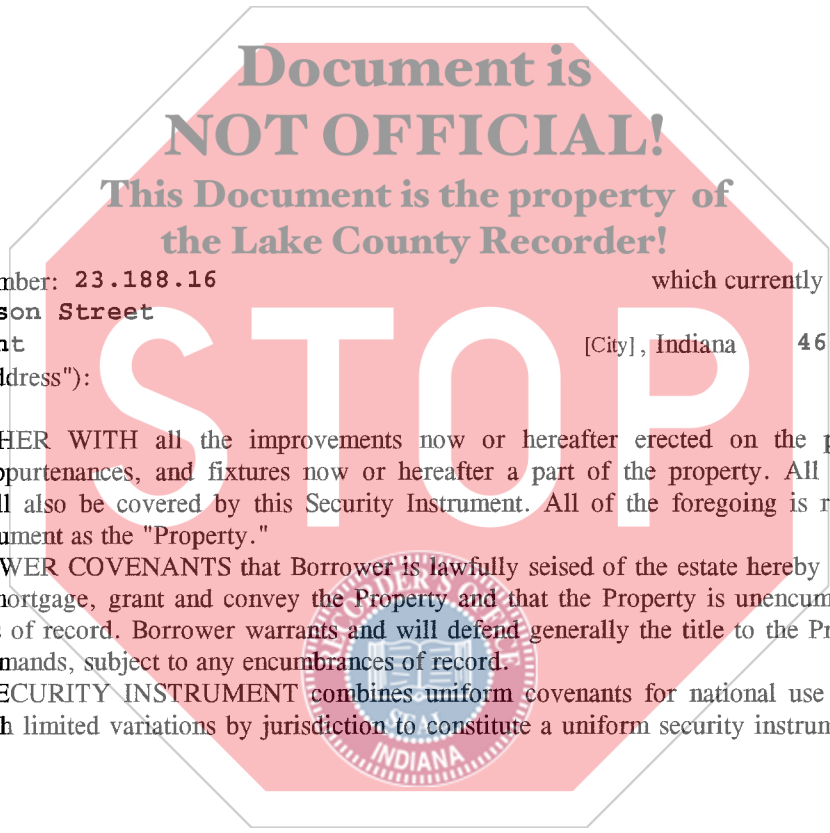 Document is
NOT OFFICIAL!
This Document is the property of
the Lake County Recorder!
mber: 23.188.16 which currently
son Street
nt [City], Indiana 46
ddress"):
STOP
HER WITH all the improvements now or hereafter erected on the p
ppurtenances, and fixtures now or hereafter a part of the property. All
ll also be covered by this Security Instrument. All of the foregoing is r
ument as the "Property."
WER COVENANTS that Borrower is lawfully seised of the estate hereby
nortgage, grant and convey the Property and that the Property is unencum
s of record. Borrower warrants and will defend generally the title to the Pr
mands, subject to any encumbrances of record.
ECURITY INSTRUMENT combines uniform covenants for national use
h limited variations by jurisdiction to constitute a uniform security instrun
RECORDER'S OFFICE
SEAL
INDIANA